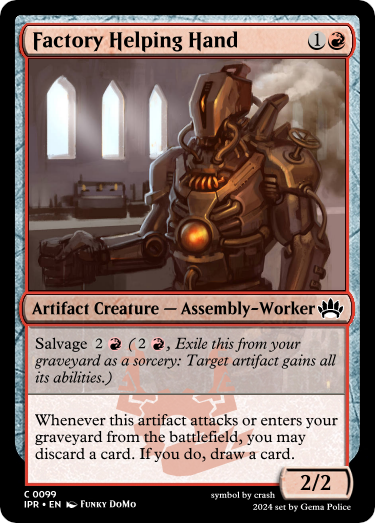 Factory Helping Hand 1
Artifact Creature — Assembly-Worker
Salvage 2 ( 2 , Exile this from your
graveyard as a sorcery: Target artifact gains all
its abilities.)
Whenever this artifact attacks or enters your
graveyard from the battlefield, you may
discard a card. If you do, draw a card.
2/2
C 0099
IPR • EN Funky DoMo
symbol by crash
2024 set by Gema Police